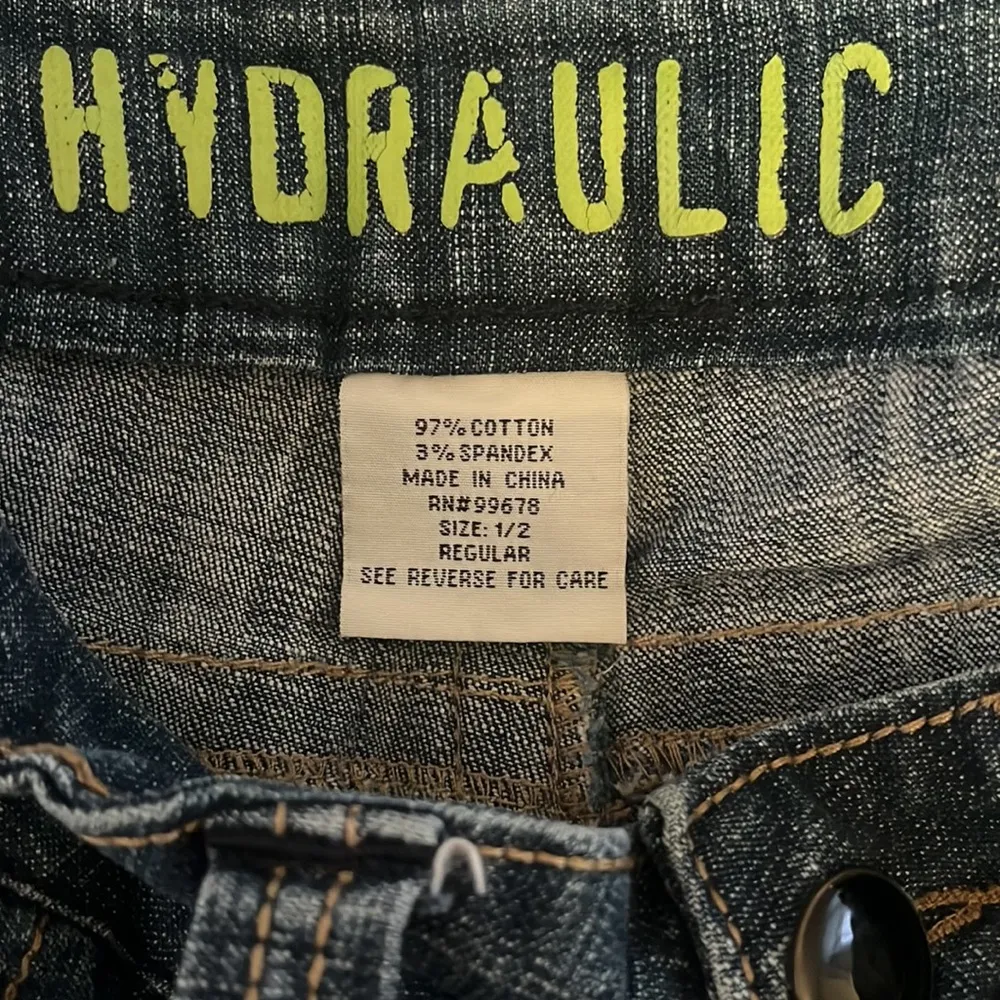 HYDRAULIC
97% COTTON
3% SPANDEX
MADE IN CHINA
RN#99678
SIZE: 1/2
REGULAR
SEE REVERSE FOR CARE